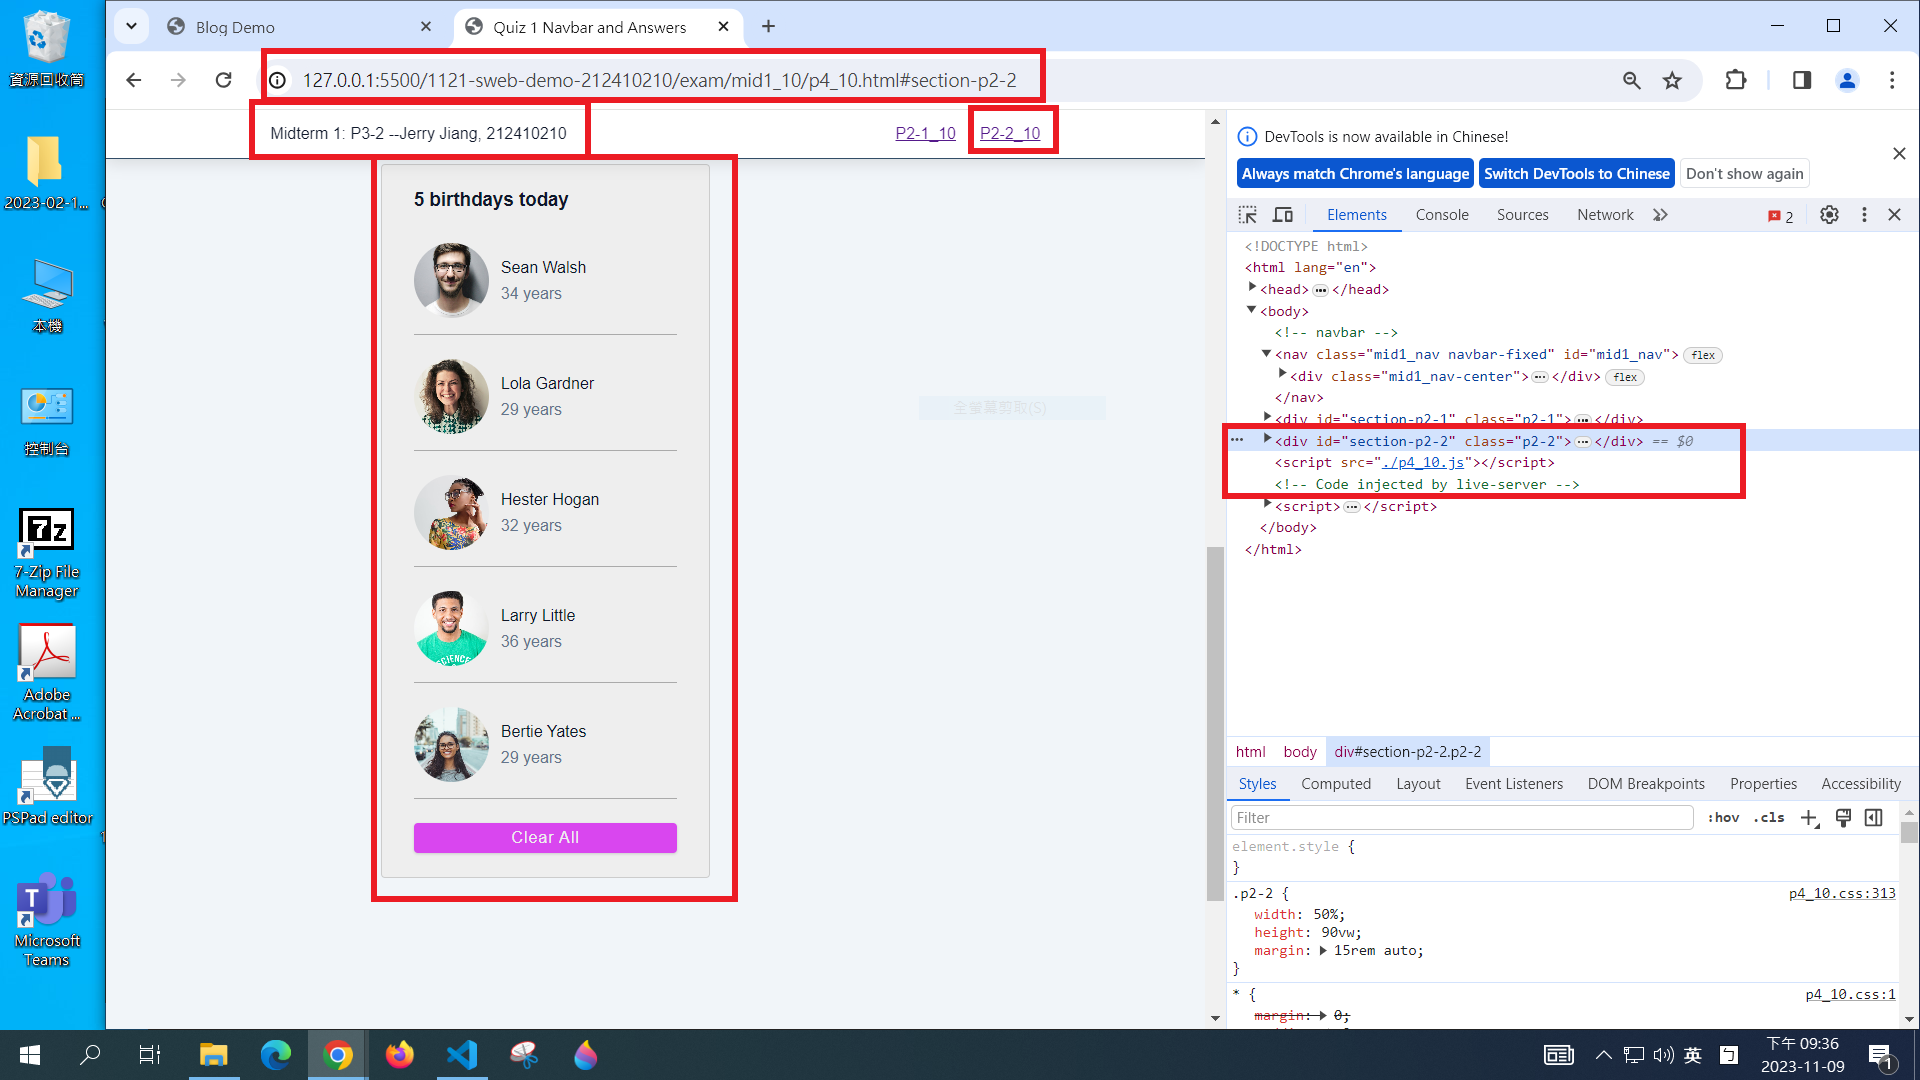 資源回收筒
2023-02-1...
本機
控制台
7-Zip File
Manager
Adobe
Acrobat ...
PSPad editor
Microsoft
Teams
Blog Demo
Quiz 1 Navbar and Answers
127.0.0.1:5500/1121-sweb-demo-212410210/exam/mid1_10/p4_10.html#section-p2-2
Midterm 1: P3-2 --Jerry Jiang, 212410210
P2-1_10
P2-2_10
5 birthdays today
Sean Walsh
34 years
Lola Gardner
29 years
Hester Hogan
32 years
Larry Little
36 years
SCIENCE
Bertie Yates
29 years
Clear All
全螢幕剪取(S)
DevTools is now available in Chinese!
Always match Chrome's language
Switch DevTools to Chinese
Don't show again
Elements
Console
Sources
Network
2
<!DOCTYPE html>
<html lang="en">
<head> ... </head>
<body>
<!-- navbar -->
<nav class="mid1_nav navbar-fixed" id="mid1_nav"> flex
<div class="mid1_nav-center"> ... </div> flex
</nav>
<div id="section-p2-1" class="p2-1"> ... </div>
... <div id="section-p2-2" class="p2-2"> ... </div> == $0
<script src="./p4_10.js"></script>
<!-- Code injected by live-server -->
<script> ... </script>
</body>
</html>
html body div#section-p2-2.p2-2
Styles
Computed
Layout
Event Listeners
DOM Breakpoints
Properties
Accessibility
Filter
:hov .cls
element.style {
}
.p2-2 {
p4_10.css:313
width: 50%;
height: 90vw;
margin: 15rem auto;
}
* {
p4_10.css:1
margin: 0;
英
下午 09:36
2023-11-09
1